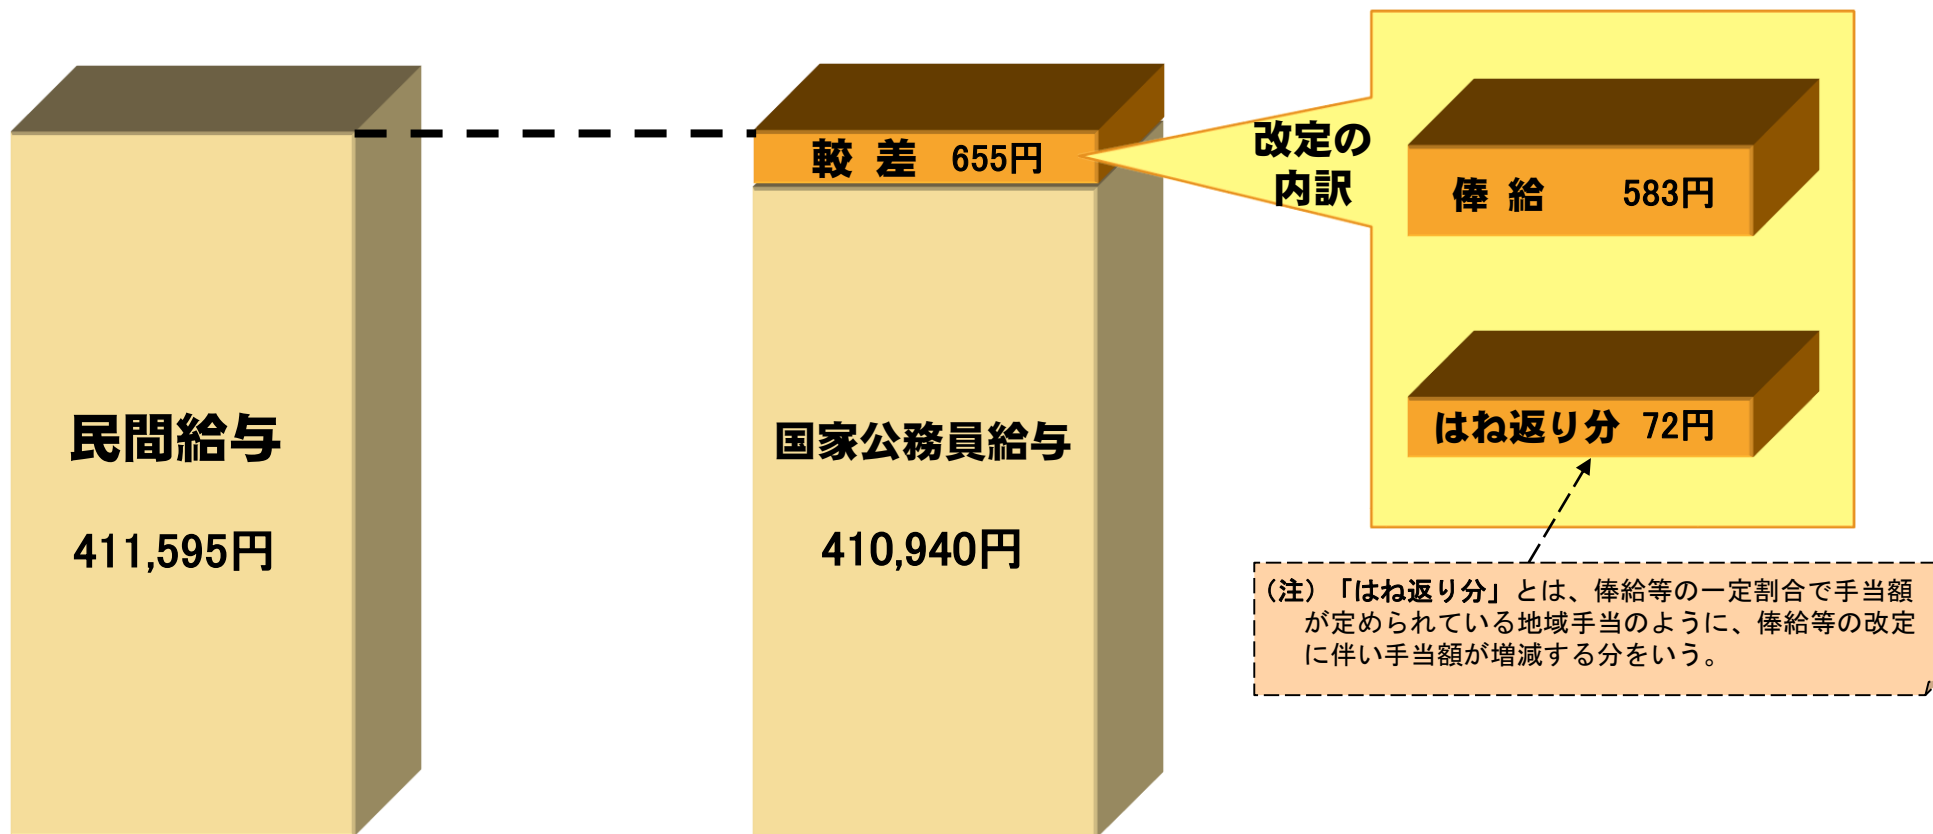 民間給与
411,595円
較差 655円
国家公務員給与
410,940円
改定の
内訳
俸給 583円
はね返り分 72円
(注)「はね返り分」とは、俸給等の一定割合で手当額
が定められている地域手当のように、俸給等の改定
に伴い手当額が増減する分をいう。